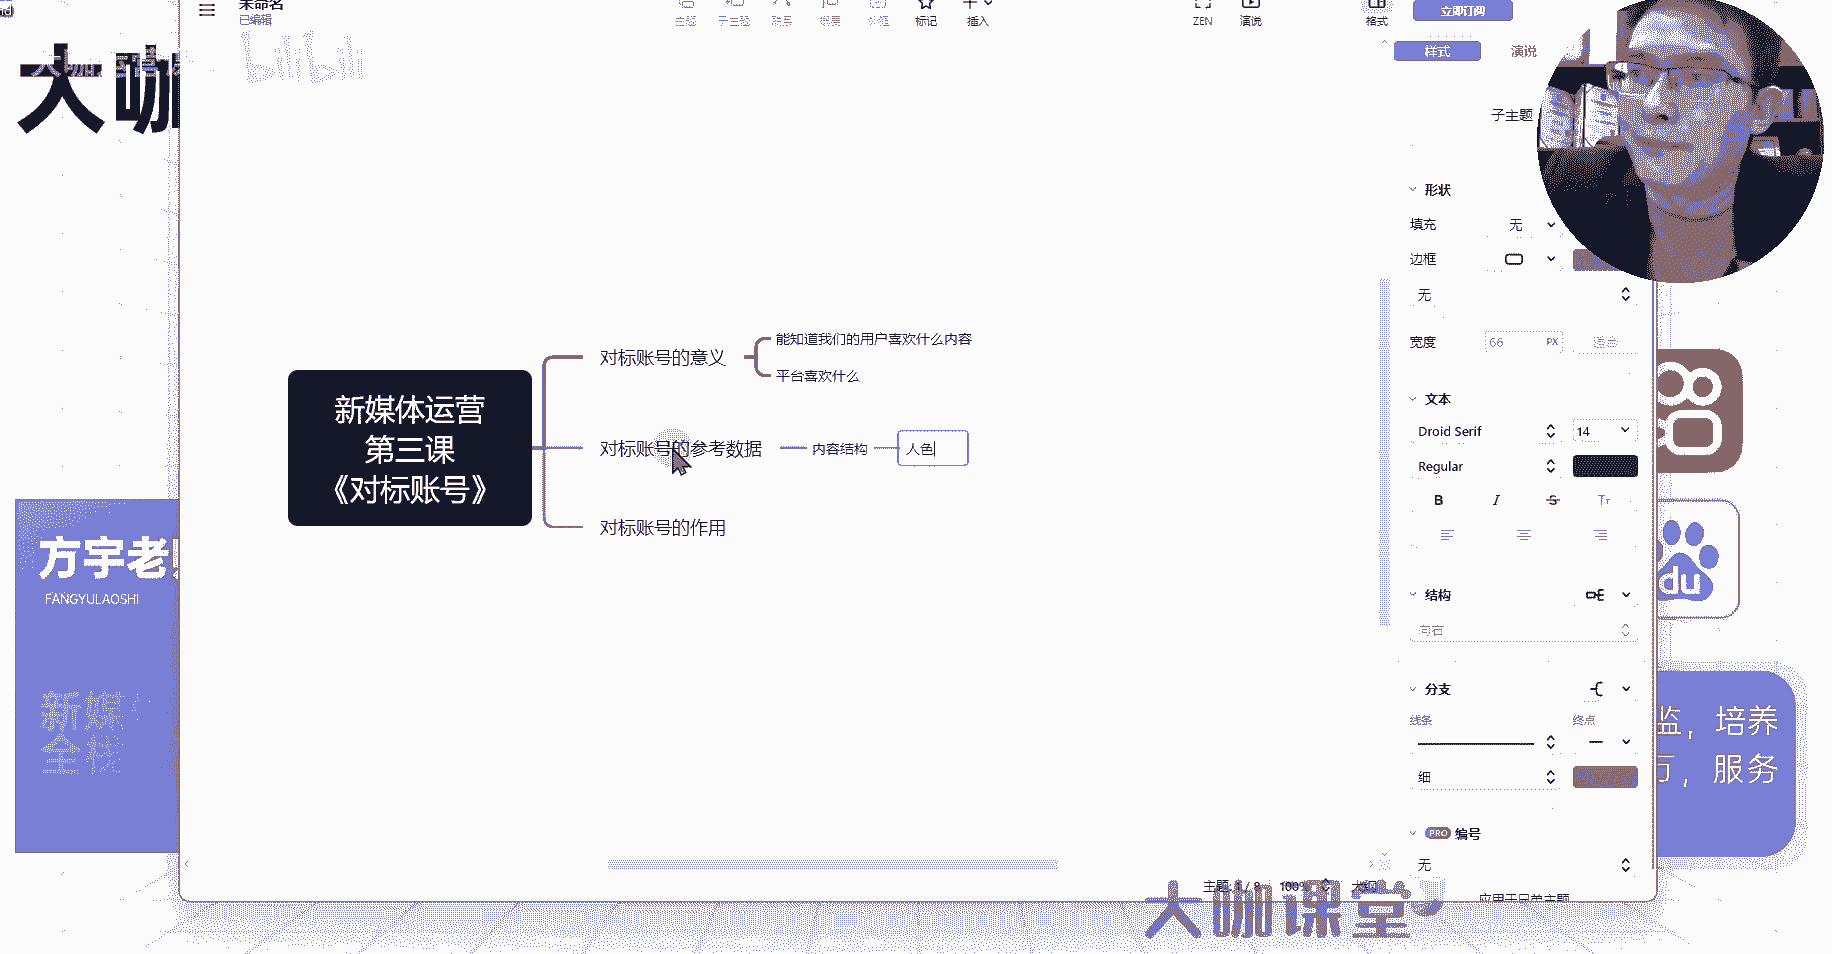 未命名
已编辑
主题
子主题
联系
概要
外框
标记
插入
ZEN
演说
格式
立即订阅
bilibili
大咖
样式
演说
子主题
形状
填充
无
边框
无
宽度
66
PX
适合
文本
Droid Serif
14
Regular
B
I
S
Tт
结构
向右
分支
线条
终点
细
PRO 编号
无
新媒体运营
第三课
《对标账号》
对标账号的意义
能知道我们的用户喜欢什么内容
平台喜欢什么
对标账号的参考数据
内容结构
人色
对标账号的作用
方宇老
FANGYULAOSHI
新媒
全栈
du
监，培养
万，服务
主题: 1 / 8
100%
大纲
大咖课堂